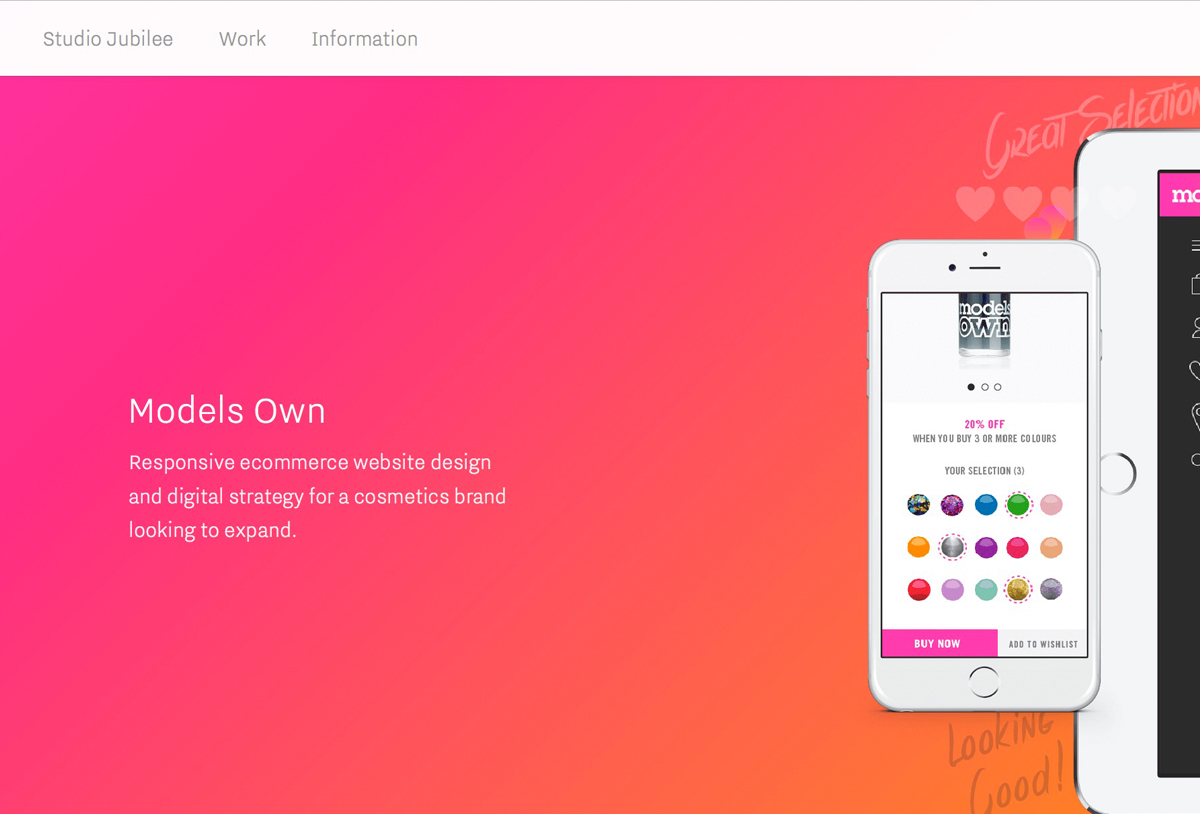 Studio Jubilee Work Information
Great Selection
mo
models
own
Models Own
Responsive ecommerce website design
and digital strategy for a cosmetics brand
looking to expand.
20% OFF
WHEN YOU BUY 3 OR MORE COLOURS
YOUR SELECTION (3)
BUY NOW ADD TO WISHLIST
Looking
Good!